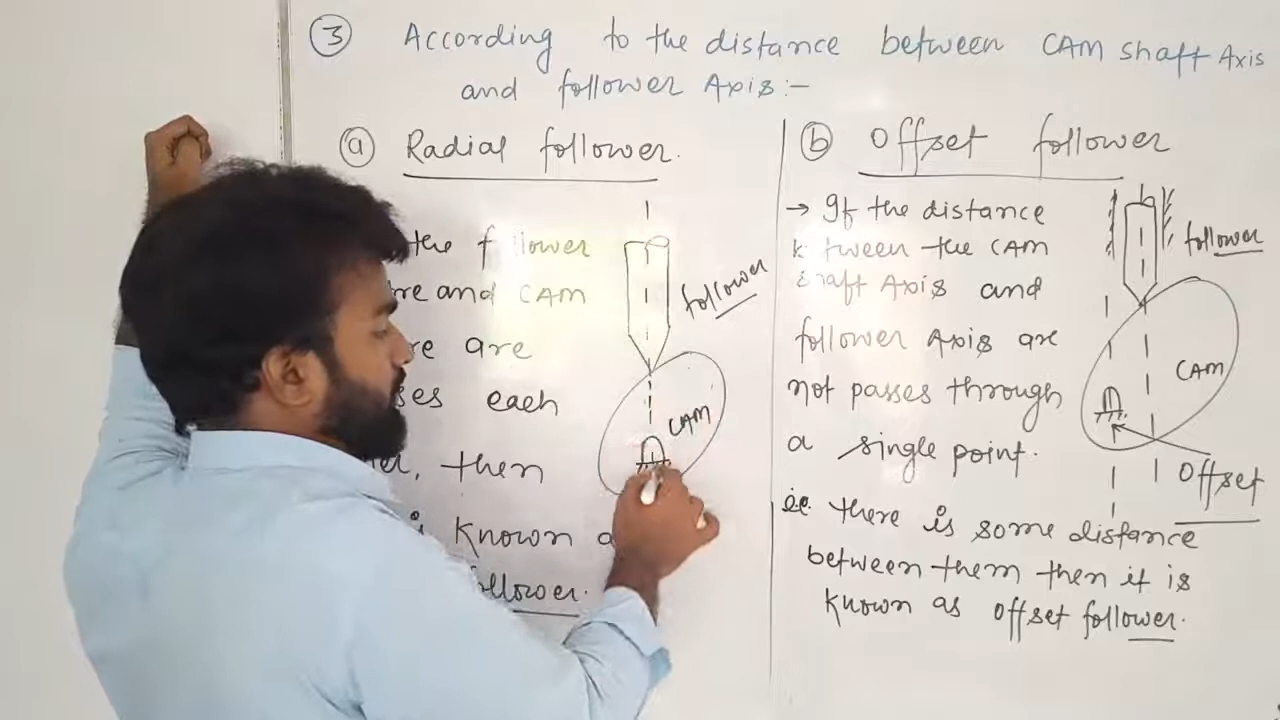 ③ According to the distance between CAM shaft Axis
and follower Axis:-
ⓐ Radial follower.
the follower
and CAM
are
each
then
is known
follower.
follower
CAM
ⓑ Offset follower
→ If the distance
between the CAM
shaft Axis and
follower Axis are
not passes through
a single point.
i.e. there is some distance
between them then it is
known as offset follower.
follower
CAM
Offset